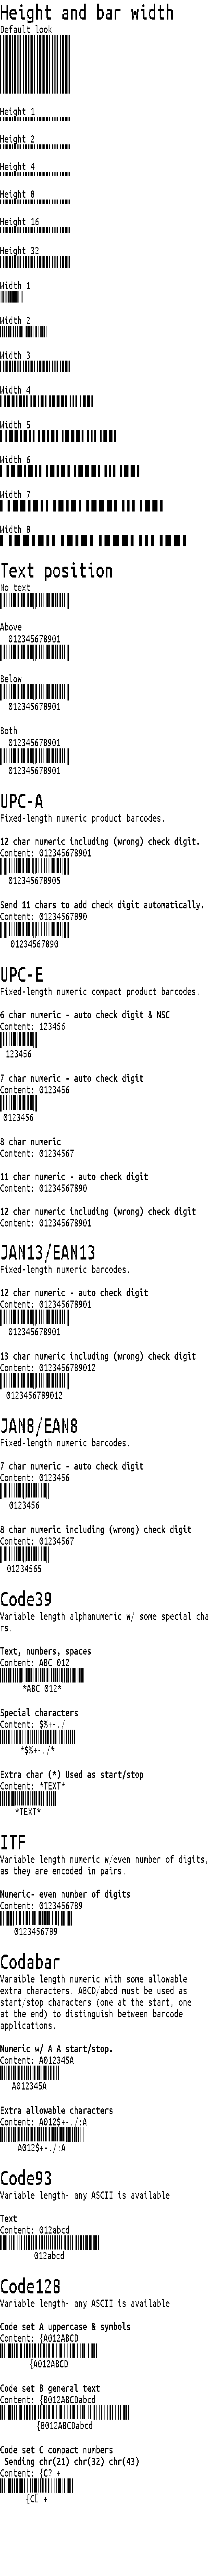 Height and bar width
Default look
Height 1
Height 2
Height 4
Height 8
Height 16
Height 32
Width 1
Width 2
Width 3
Width 4
Width 5
Width 6
Width 7
Width 8
Text position
No text
Above
012345678901
Below
012345678901
Both
012345678901
012345678901
UPC-A
Fixed-length numeric product barcodes.
12 char numeric including (wrong) check digit.
Content: 012345678901
012345678905
Send 11 chars to add check digit automatically.
Content: 01234567890
01234567890
UPC-E
Fixed-length numeric compact product barcodes.
6 char numeric - auto check digit & NSC
Content: 123456
123456
7 char numeric - auto check digit
Content: 0123456
0123456
8 char numeric
Content: 01234567
11 char numeric - auto check digit
Content: 01234567890
12 char numeric including (wrong) check digit
Content: 012345678901
JAN13/EAN13
Fixed-length numeric barcodes.
12 char numeric - auto check digit
Content: 012345678901
012345678901
13 char numeric including (wrong) check digit
Content: 0123456789012
0123456789012
JAN8/EAN8
Fixed-length numeric barcodes.
7 char numeric - auto check digit
Content: 0123456
0123456
8 char numeric including (wrong) check digit
Content: 01234567
01234565
Code39
Variable length alphanumeric w/ some special cha
rs.
Text, numbers, spaces
Content: ABC 012
*ABC 012*
Special characters
Content: $%+-./
*$%+-./*
Extra char (*) Used as start/stop
Content: *TEXT*
*TEXT*
ITF
Variable length numeric w/even number of digits,
as they are encoded in pairs.
Numeric- even number of digits
Content: 0123456789
0123456789
Codabar
Varaible length numeric with some allowable
extra characters. ABCD/abcd must be used as
start/stop characters (one at the start, one
at the end) to distinguish between barcode
applications.
Numeric w/ A A start/stop.
Content: A012345A
A012345A
Extra allowable characters
Content: A012$+-./:A
A012$+-./:A
Code93
Variable length- any ASCII is available
Text
Content: 012abcd
012abcd
Code128
Variable length- any ASCII is available
Code set A uppercase & symbols
Content: {A012ABCD
{A012ABCD
Code set B general text
Content: {B012ABCDabcd
{B012ABCDabcd
Code set C compact numbers
Sending chr(21) chr(32) chr(43)
Content: {C? +
{C▯ +